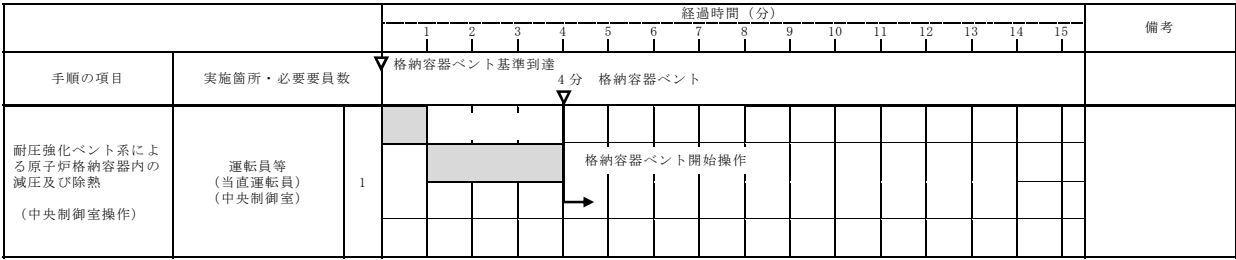 経過時間（分）
備考
1 2 3 4 5 6 7 8 9 10 11 12 13 14 15
手順の項目
実施箇所・必要要員数
格納容器ベント基準到達
4分 格納容器ベント
耐圧強化ベント系によ
る原子炉格納容器内の
減圧及び除熱
（中央制御室操作）
運転員等
（当直運転員）
（中央制御室）
1
格納容器ベント開始操作